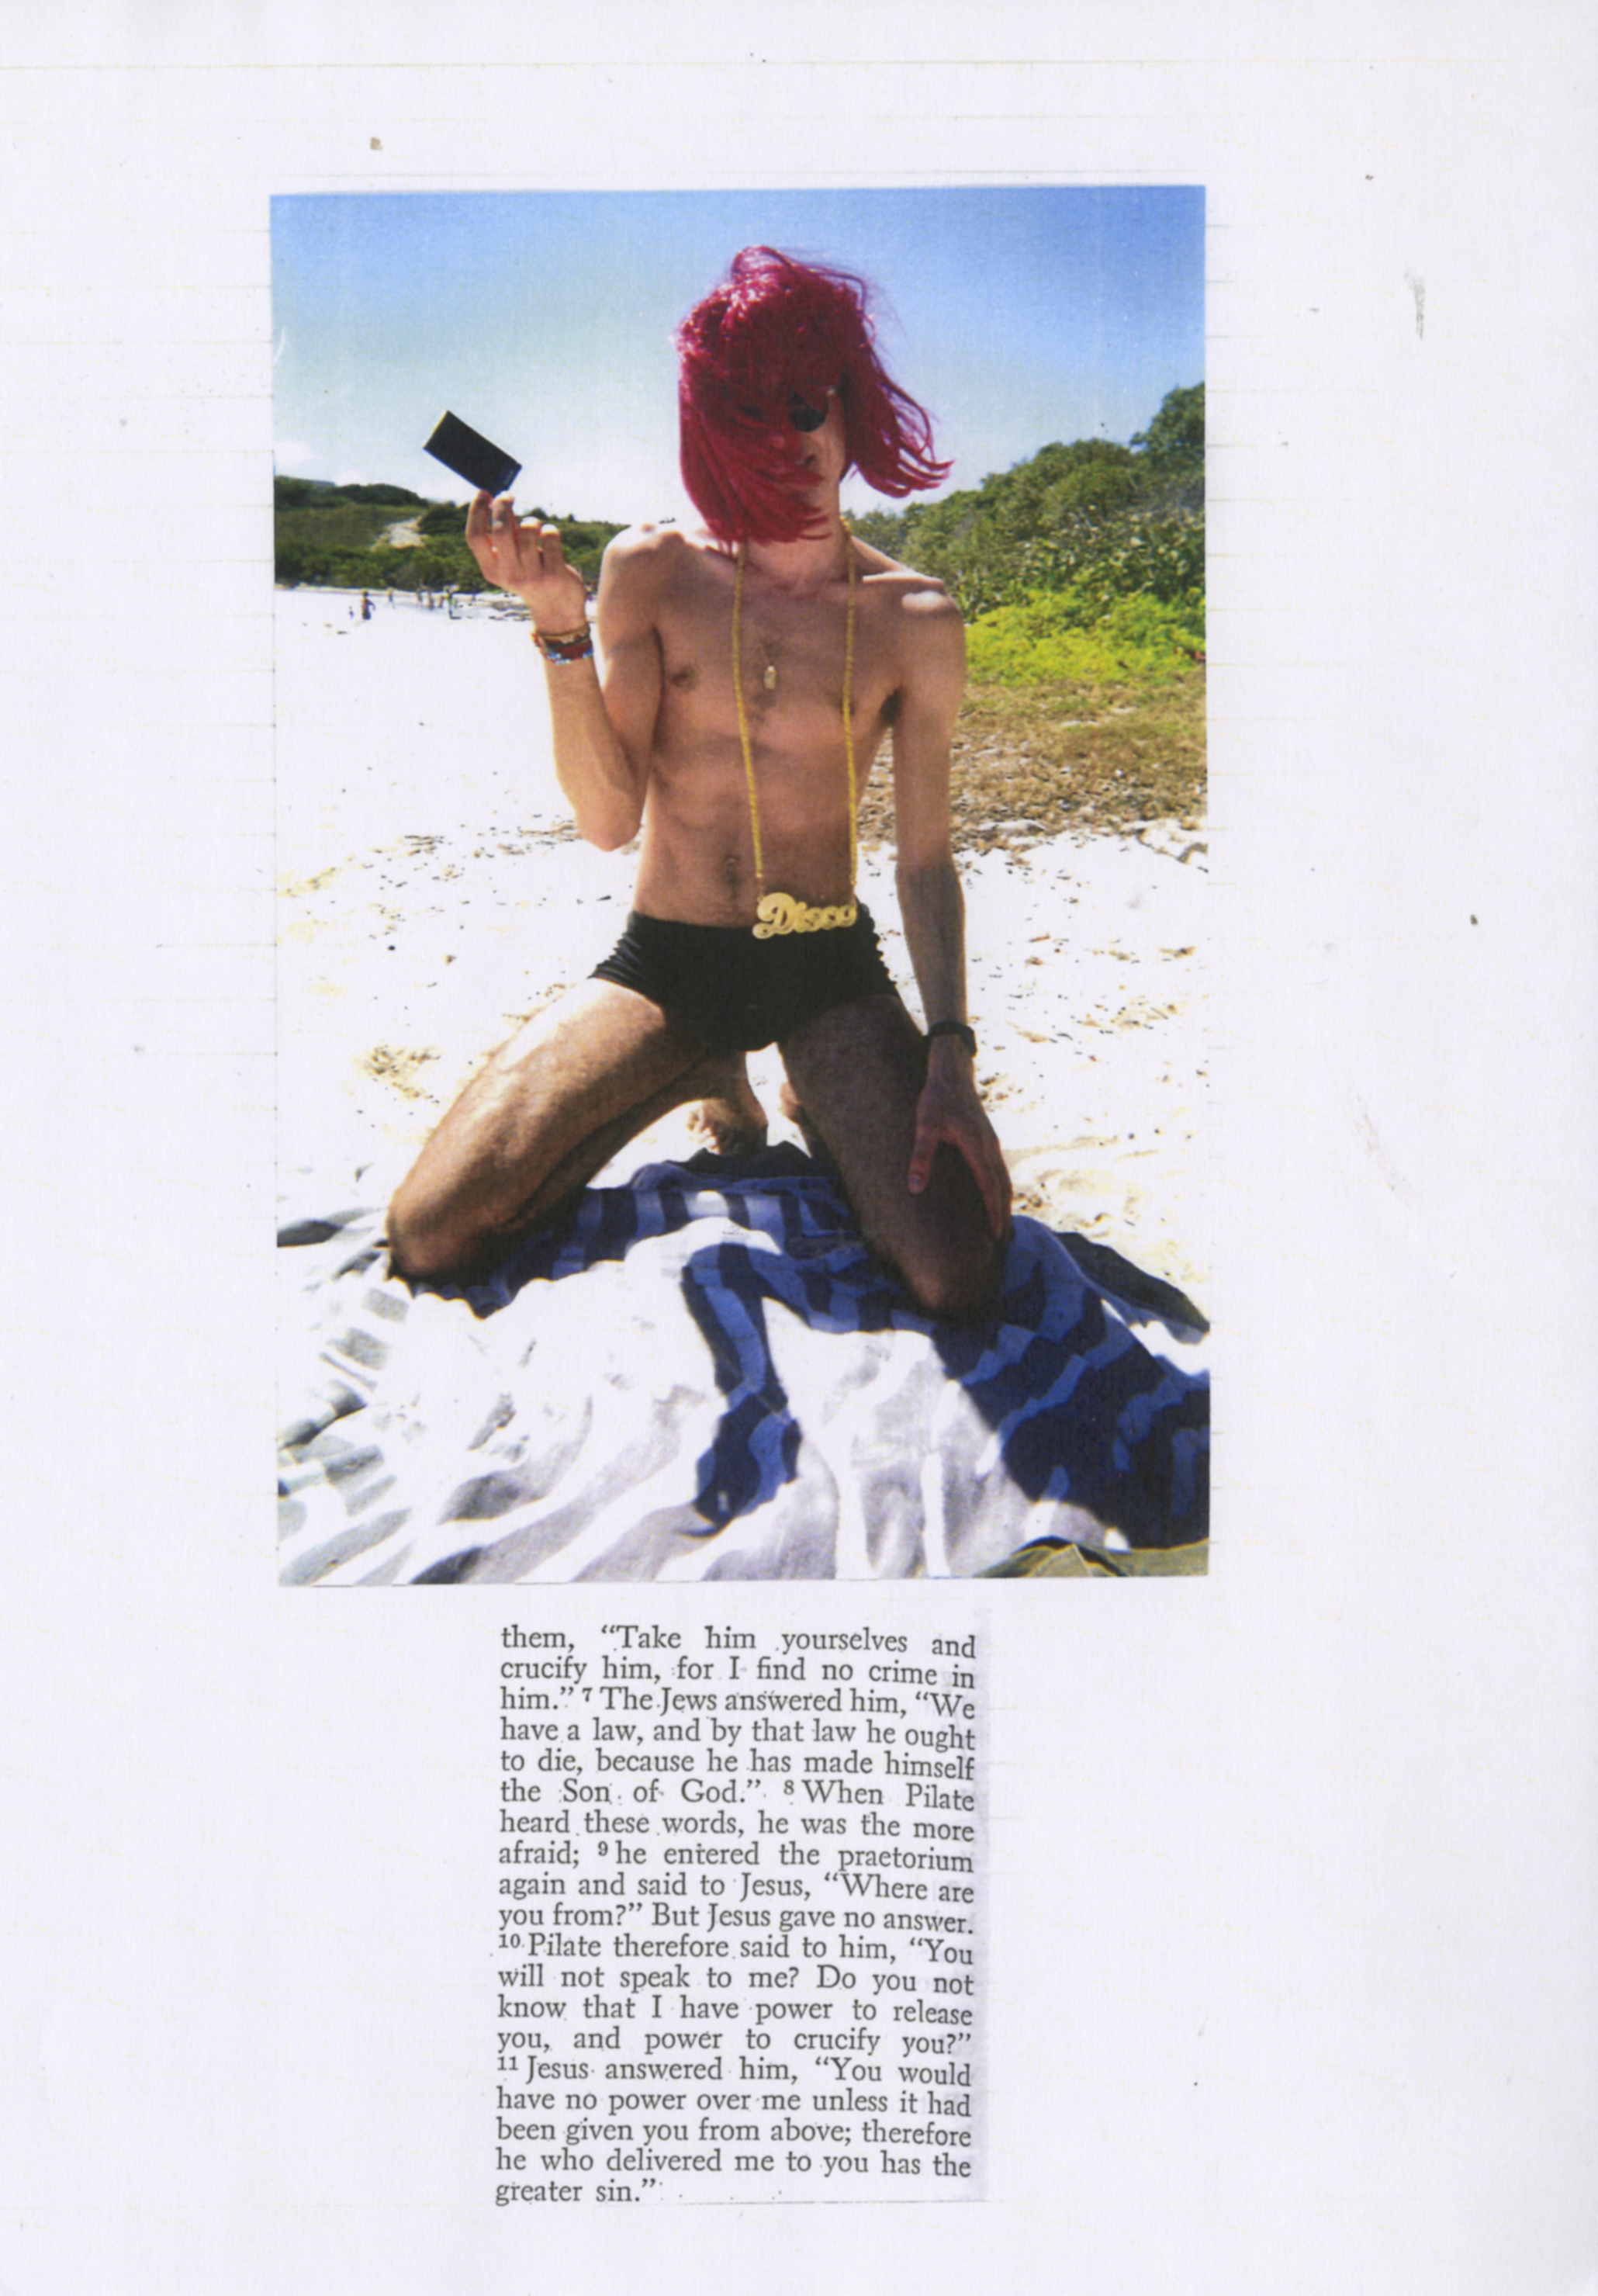 Disco
them, “Take him yourselves and
crucify him, for I find no crime in
him.” ⁷ The Jews answered him, “We
have a law, and by that law he ought
to die, because he has made himself
the Son of God.” ⁸ When Pilate
heard these words, he was the more
afraid; ⁹ he entered the praetorium
again and said to Jesus, “Where are
you from?” But Jesus gave no answer.
¹⁰ Pilate therefore said to him, “You
will not speak to me? Do you not
know that I have power to release
you, and power to crucify you?”
¹¹ Jesus answered him, “You would
have no power over me unless it had
been given you from above; therefore
he who delivered me to you has the
greater sin.”